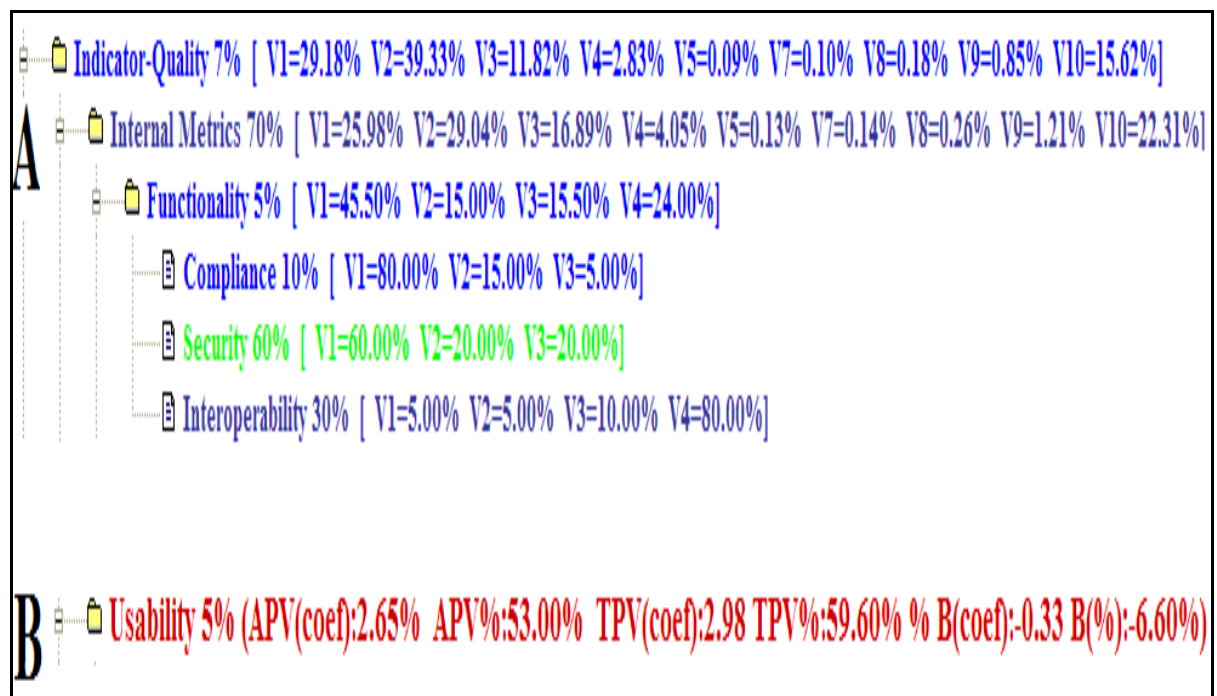 Indicator-Quality 7% [ V1=29.18% V2=39.33% V3=11.82% V4=2.83% V5=0.09% V7=0.10% V8=0.18% V9=0.85% V10=15.62%]
A
Internal Metrics 70% [ V1=25.98% V2=29.04% V3=16.89% V4=4.05% V5=0.13% V7=0.14% V8=0.26% V9=1.21% V10=22.31%]
Functionality 5% [ V1=45.50% V2=15.00% V3=15.50% V4=24.00%]
Compliance 10% [ V1=80.00% V2=15.00% V3=5.00%]
Security 60% [ V1=60.00% V2=20.00% V3=20.00%]
Interoperability 30% [ V1=5.00% V2=5.00% V3=10.00% V4=80.00%]
B
Usability 5% (APV(coef):2.65% APV%:53.00% TPV(coef):2.98 TPV%:59.60% % B(coef):-0.33 B(%):-6.60%)